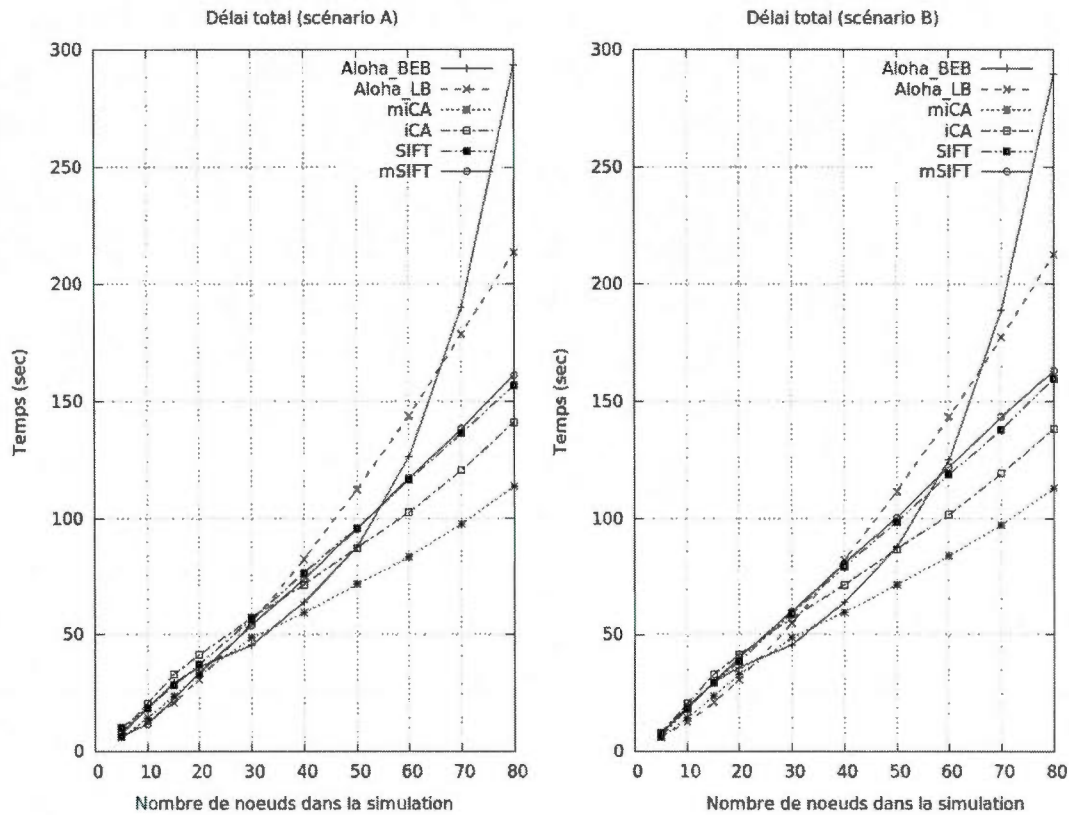 Délai total (scénario A)
300
250
200
150
100
50
0
Temps (sec)
Aloha_BEB
Aloha_LB
miCA
iCA
SIFT
mSIFT
0 10 20 30 40 50 60 70 80
Nombre de noeuds dans la simulation
Délai total (scénario B)
300
250
200
150
100
50
0
Temps (sec)
Aloha_BEB
Aloha_LB
miCA
iCA
SIFT
mSIFT
0 10 20 30 40 50 60 70 80
Nombre de noeuds dans la simulation